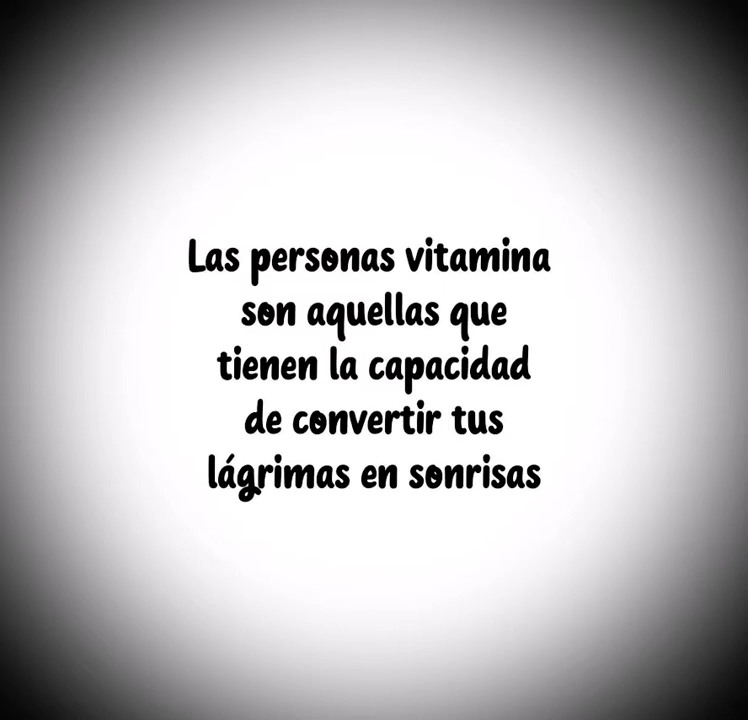 Las personas vitamina
son aquellas que
tienen la capacidad
de convertir tus
lágrimas en sonrisas